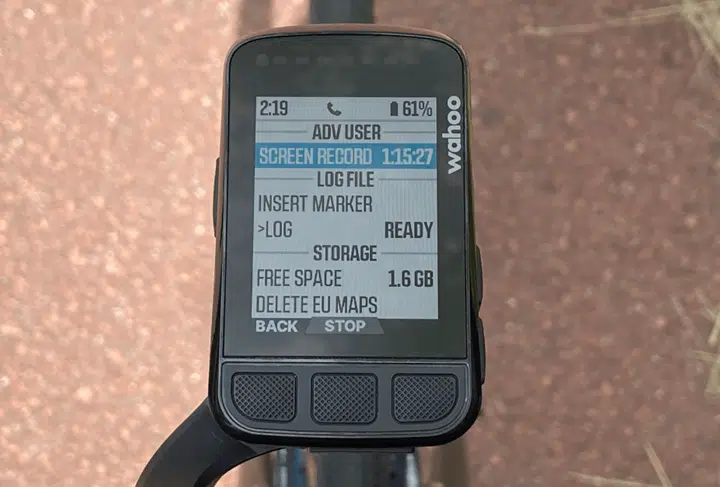 2:19 61%
ADV USER
SCREEN RECORD 1:15:27
LOG FILE
INSERT MARKER
>LOG READY
STORAGE
FREE SPACE 1.6 GB
DELETE EU MAPS
BACK STOP
wahoo